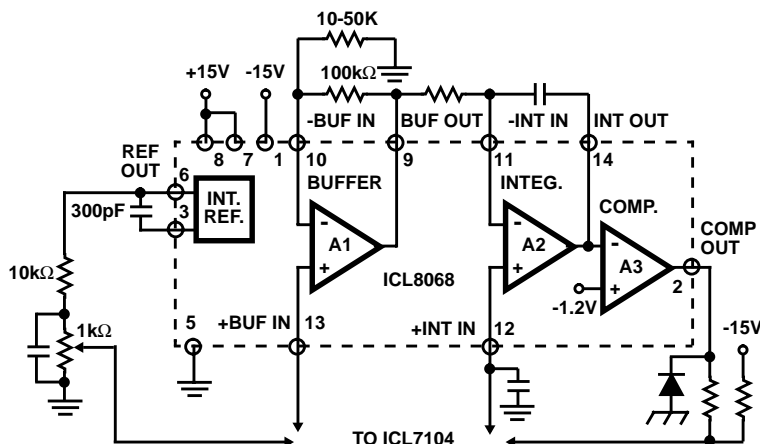 10-50K
+15V
-15V
100kΩ
-BUF IN
BUF OUT
-INT IN
INT OUT
8
7
1
10
9
11
14
REF
OUT
6
BUFFER
INTEG.
INT.
REF.
300pF
3
COMP.
COMP
OUT
-
A1
+
-
A2
+
-
A3
+
ICL8068
2
10kΩ
-1.2V
5
+BUF IN
13
+INT IN
12
1kΩ
-15V
TO ICL7104